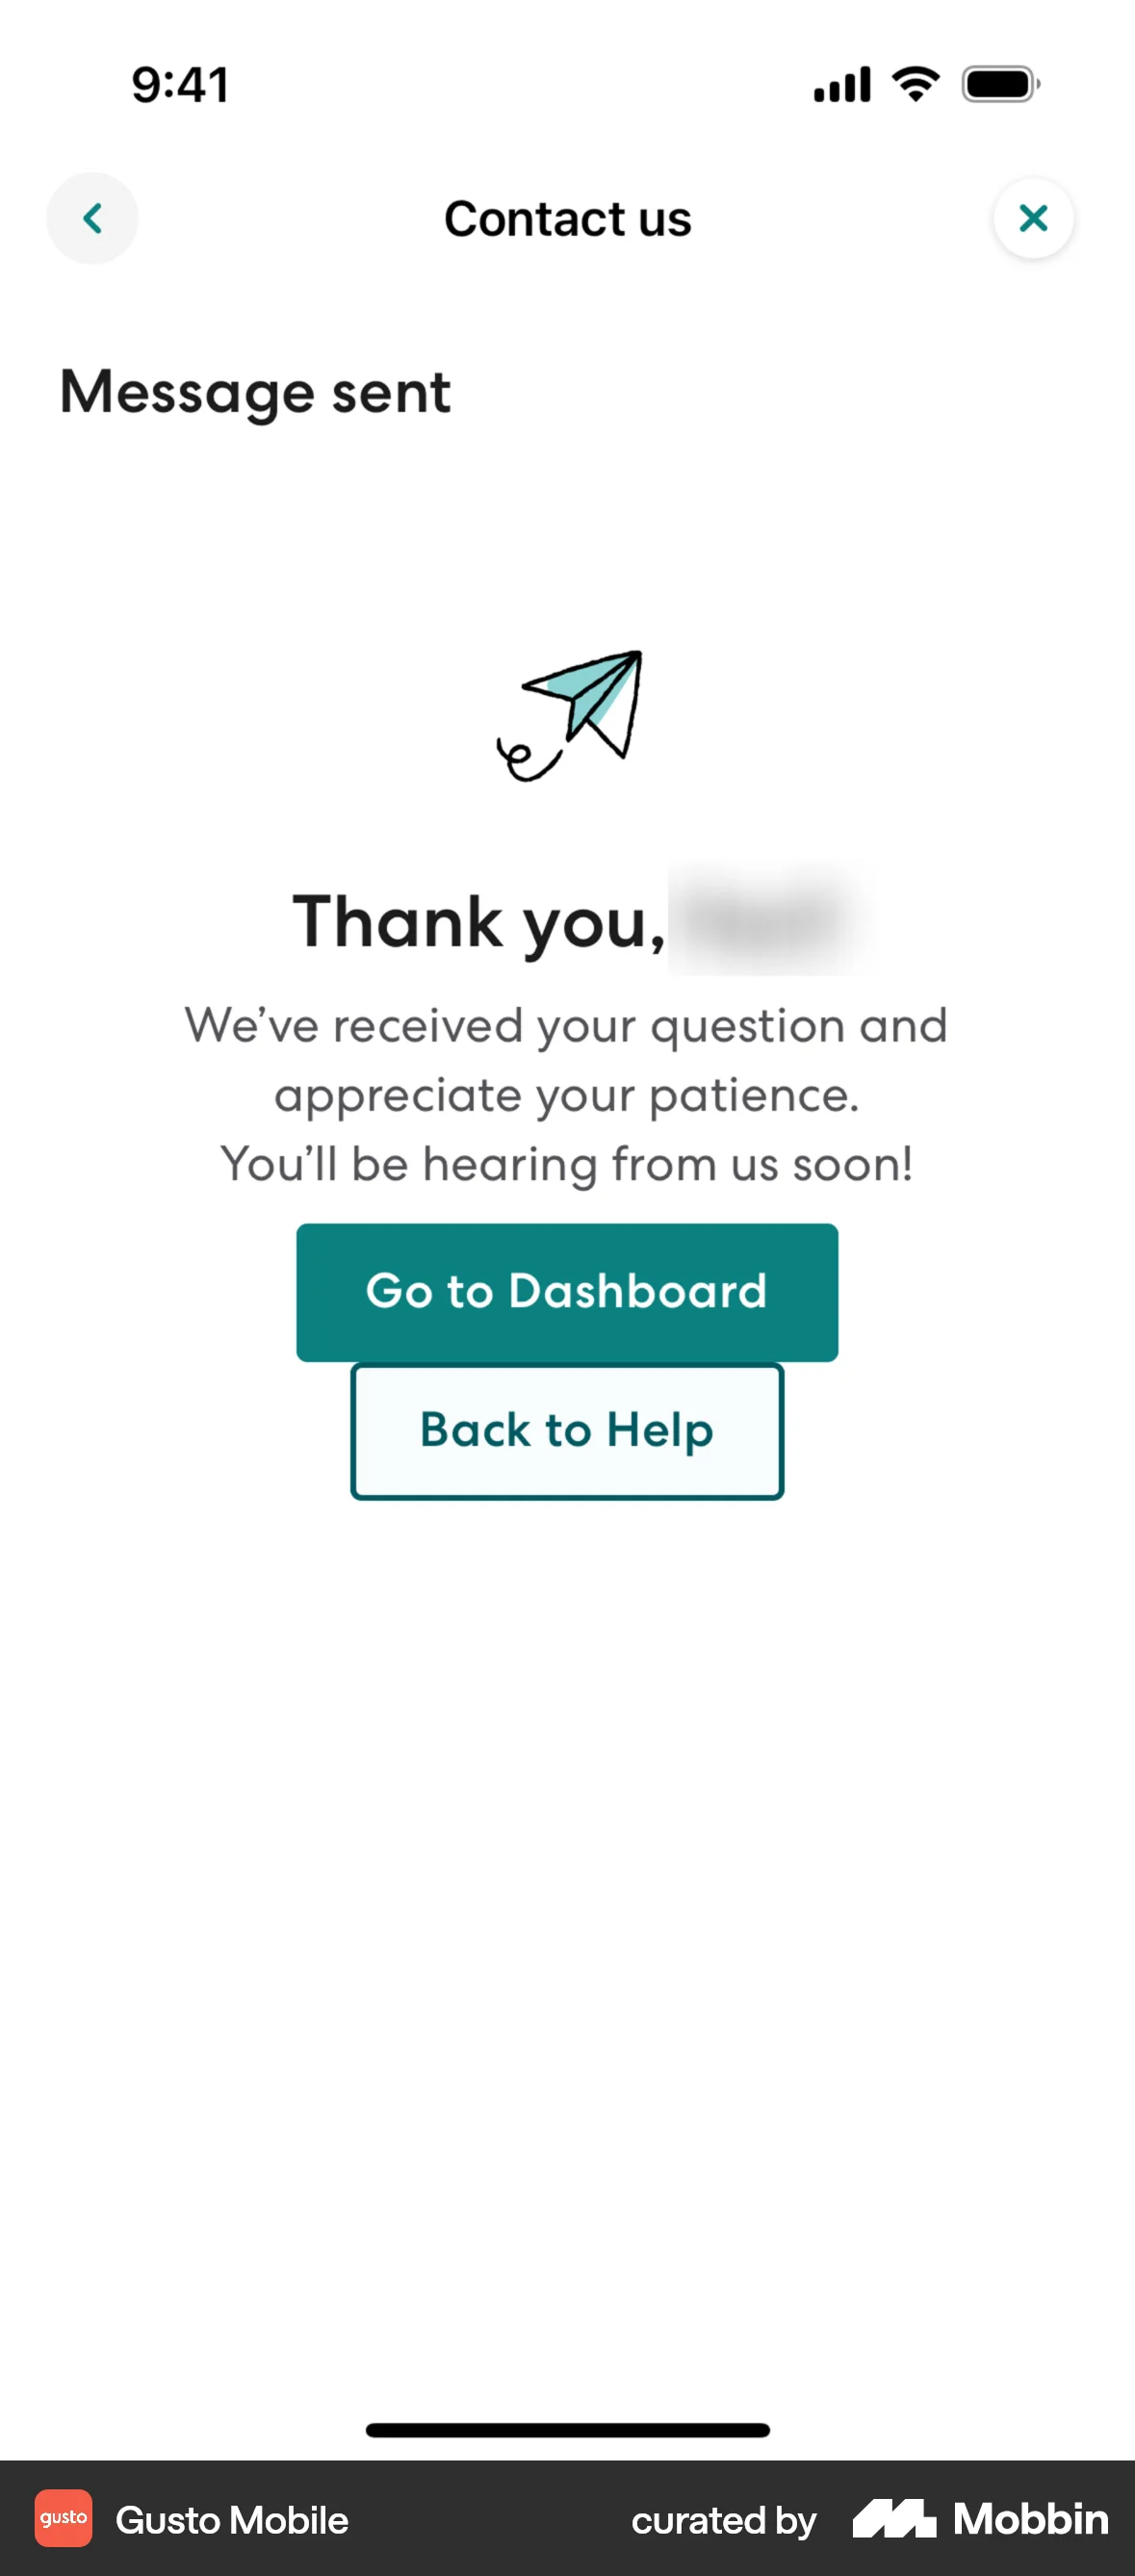 9:41
Contact us
Message sent
Thank you,
We’ve received your question and
appreciate your patience.
You’ll be hearing from us soon!
Go to Dashboard
Back to Help
gusto Gusto Mobile curated by Mobbin